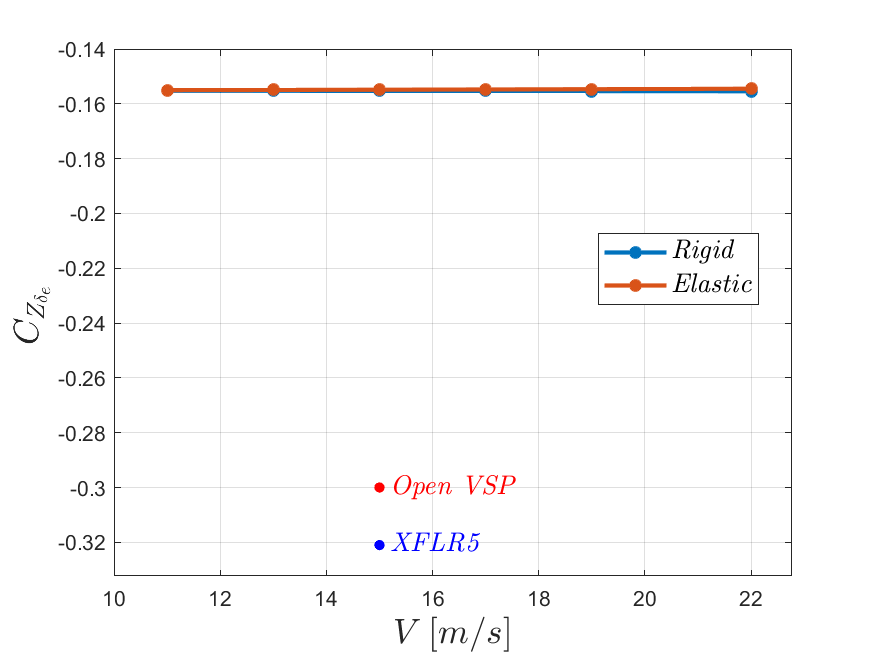 -0.14
-0.16
-0.18
-0.2
-0.22
-0.24
-0.26
-0.28
-0.3
-0.32
C_{Z_{δ_e}}
Rigid
Elastic
Open VSP
XFLR5
10 12 14 16 18 20 22
V [m/s]